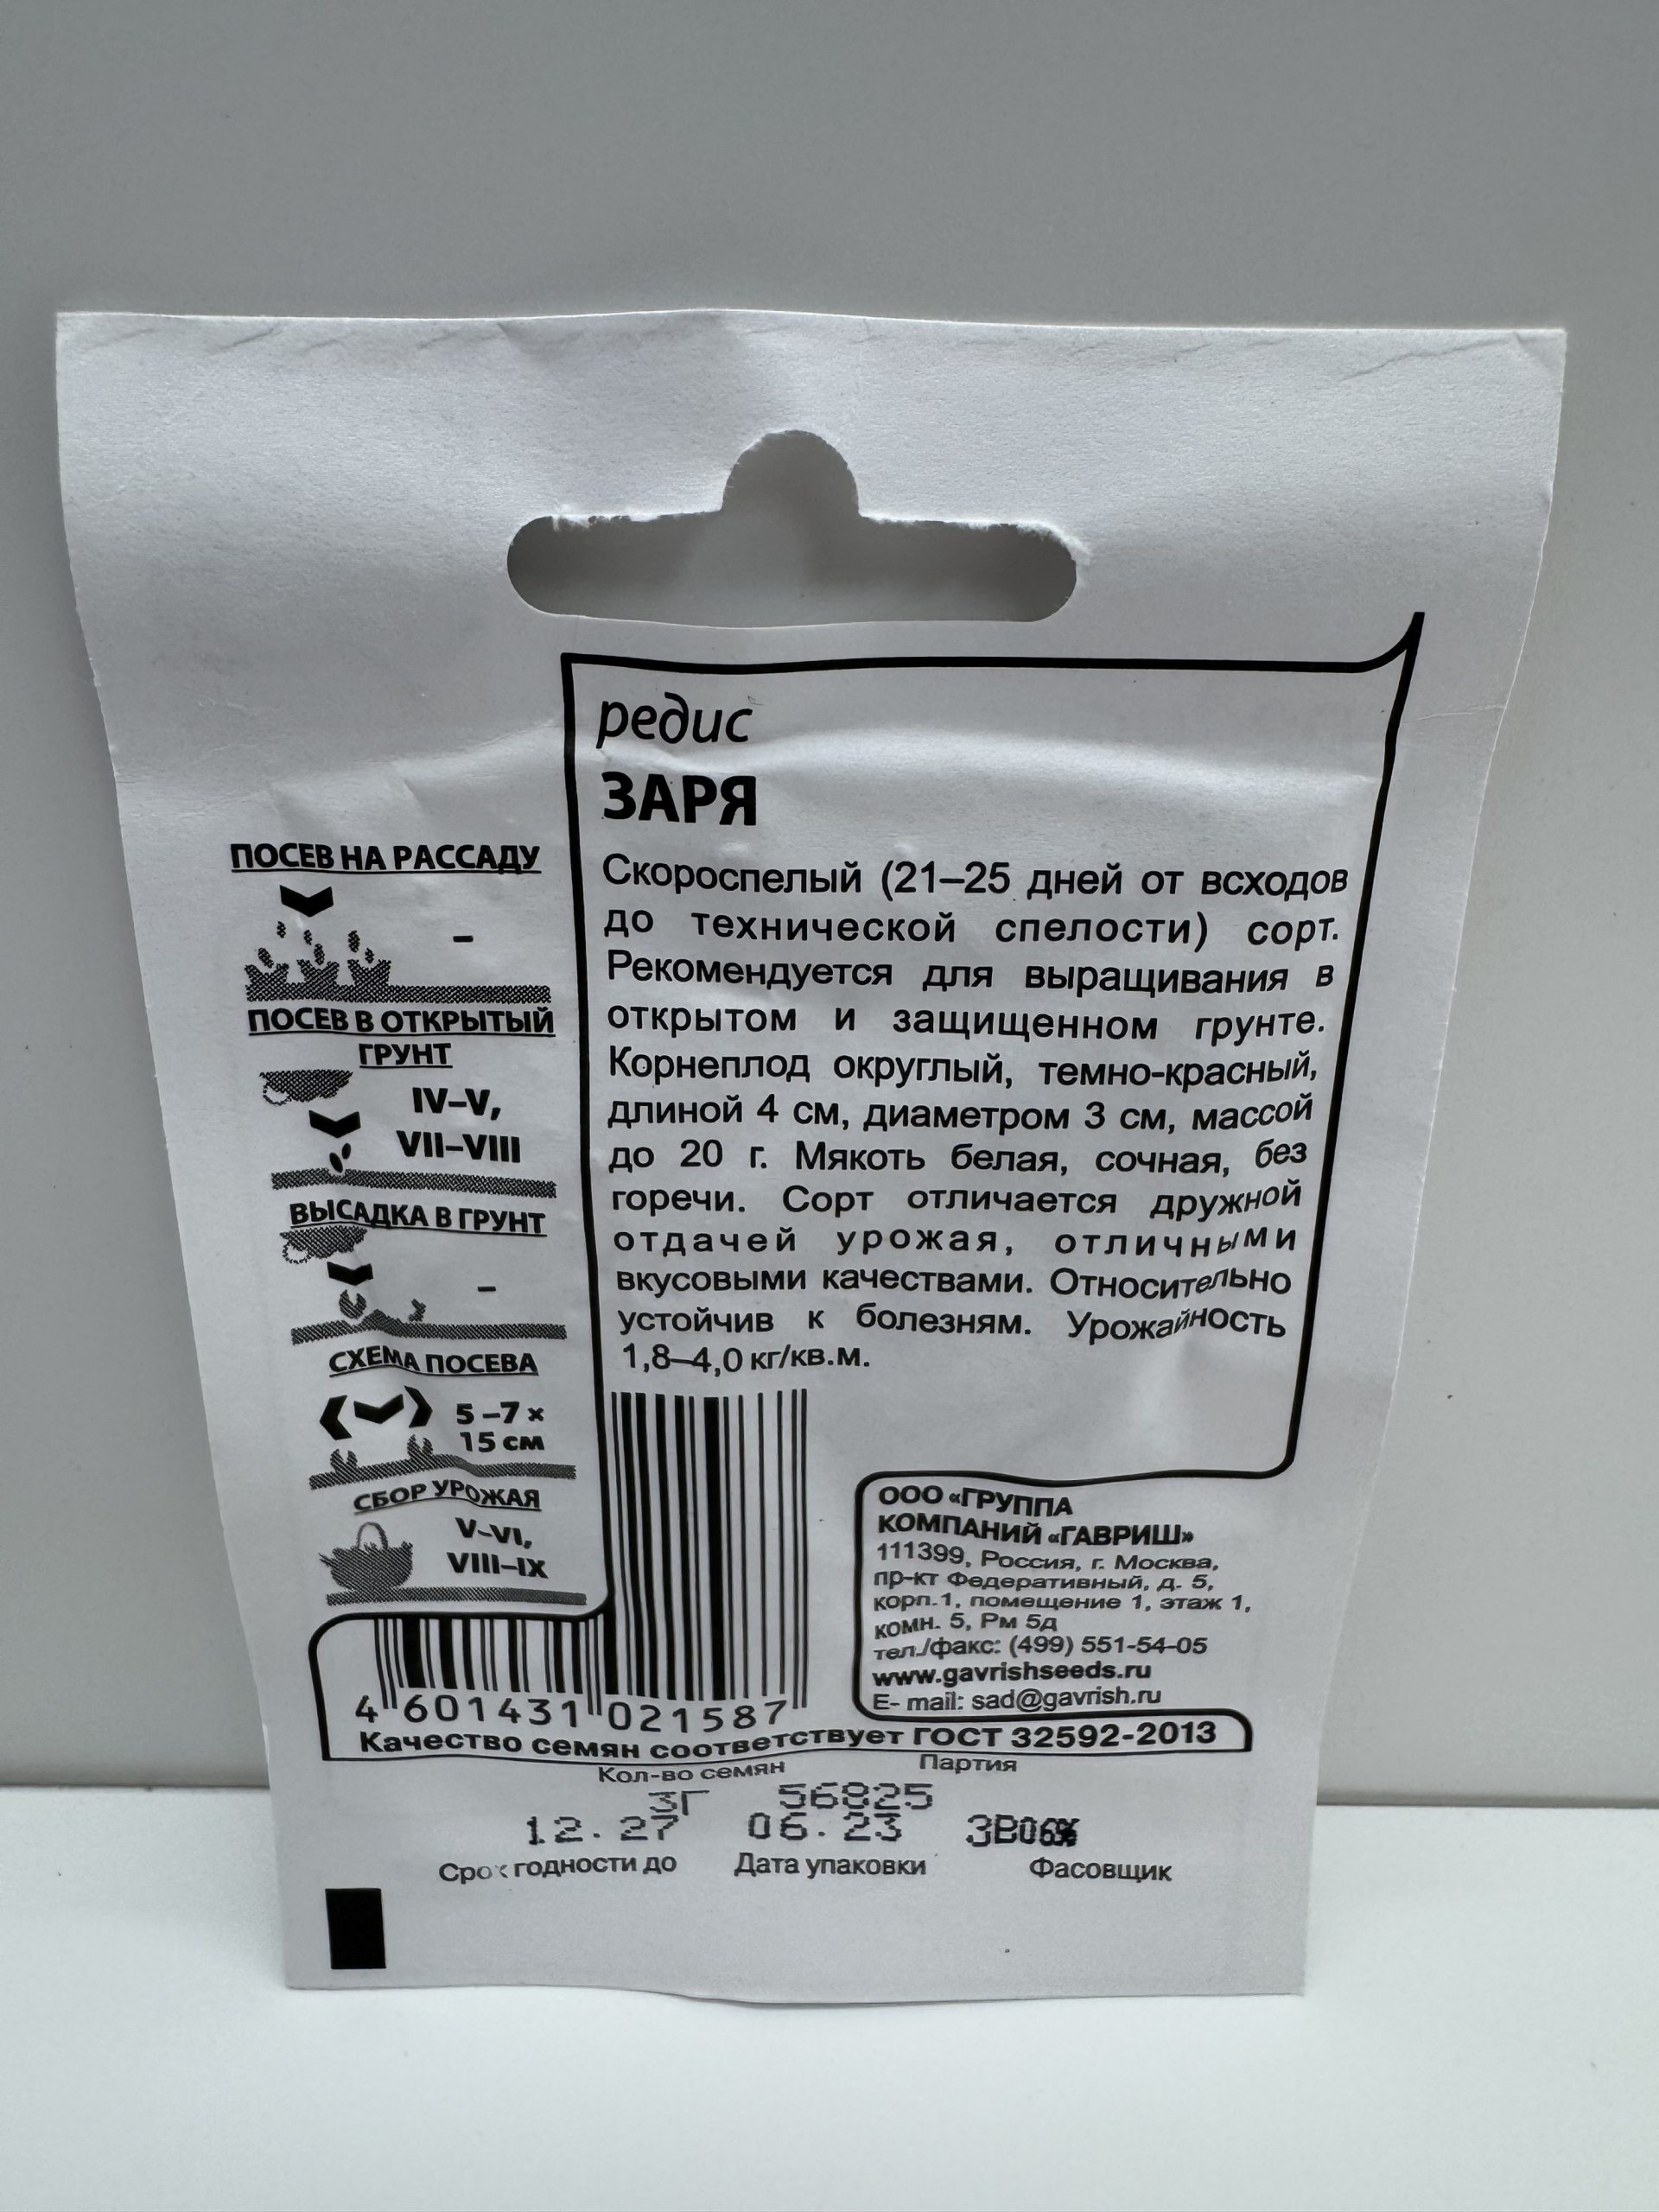 редис
ЗАРЯ
Скороспелый (21–25 дней от всходов
до технической спелости) сорт.
Рекомендуется для выращивания в
открытом и защищенном грунте.
Корнеплод округлый, темно-красный,
длиной 4 см, диаметром 3 см, массой
до 20 г. Мякоть белая, сочная, без
горечи. Сорт отличается дружной
отдачей урожая, отличными
вкусовыми качествами. Относительно
устойчив к болезням. Урожайность
1,8–4,0 кг/кв.м.
ПОСЕВ НА РАССАДУ
–
ПОСЕВ В ОТКРЫТЫЙ
ГРУНТ
IV–V,
VII–VIII
ВЫСАДКА В ГРУНТ
–
СХЕМА ПОСЕВА
5 –7 ×
15 см
СБОР УРОЖАЯ
V–VI,
VIII–IX
ООО «ГРУППА
КОМПАНИЙ «ГАВРИШ»
111399, Россия, г. Москва,
пр-кт Федеративный, д. 5,
корп.1, помещение 1, этаж 1,
комн. 5, Рм 5д
тел./факс: (499) 551-54-05
www.gavrishseeds.ru
E- mail: sad@gavrish.ru
4 601431 021587
Качество семян соответствует ГОСТ 32592-2013
Кол-во семян Партия
3Г 56825
12.27 06.23
Срок годности до Дата упаковки Фасовщик